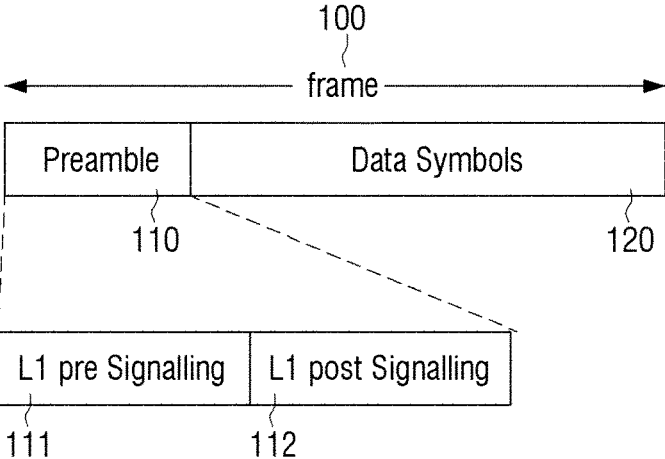 100
frame
Preamble
Data Symbols
110
120
L1 pre Signalling
L1 post Signalling
111
112